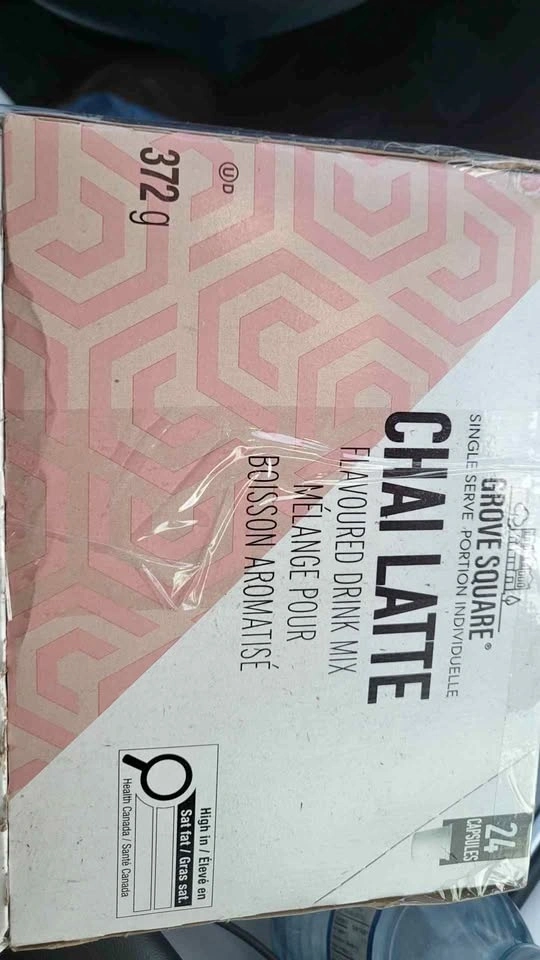 GROVE SQUARE®
SINGLE SERVE PORTION INDIVIDUELLE
CHAI LATTE
FLAVOURED DRINK MIX
MÉLANGE POUR
BOISSON AROMATISÉ
24
CAPSULES
U D
372 g
High in / Élevé en
Sat fat / Gras sat.
Health Canada / Santé Canada